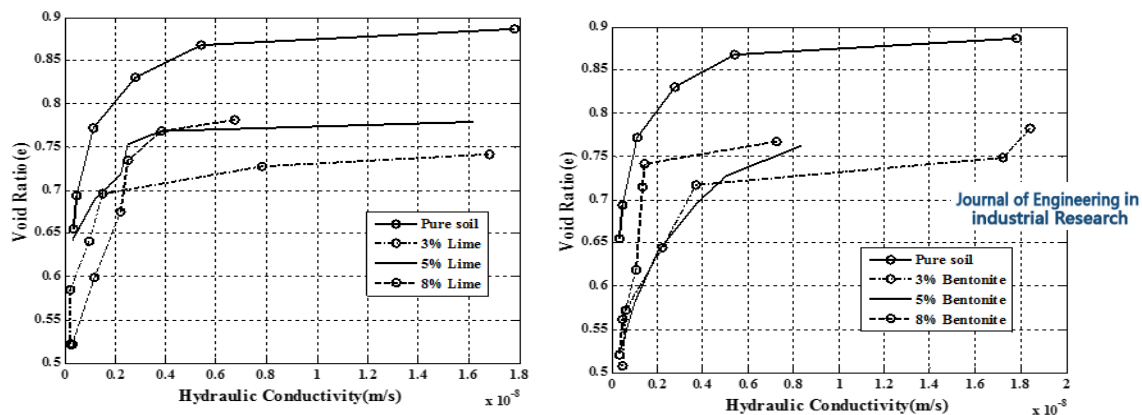 0.9
0.85
0.8
0.75
0.7
0.65
0.6
0.55
0.5
Void Ratio (e)
0 0.2 0.4 0.6 0.8 1 1.2 1.4 1.6 1.8
Hydraulic Conductivity(m/s)
x 10⁻⁸
Pure soil
3% Lime
5% Lime
8% Lime
0.9
0.85
0.8
0.75
0.7
0.65
0.6
0.55
0.5
Void Ratio (e)
0 0.2 0.4 0.6 0.8 1 1.2 1.4 1.6 1.8 2
Hydraulic Conductivity(m/s)
x 10⁻⁸
Pure soil
3% Bentonite
5% Bentonite
8% Bentonite
Journal of Engineering in
industrial Research